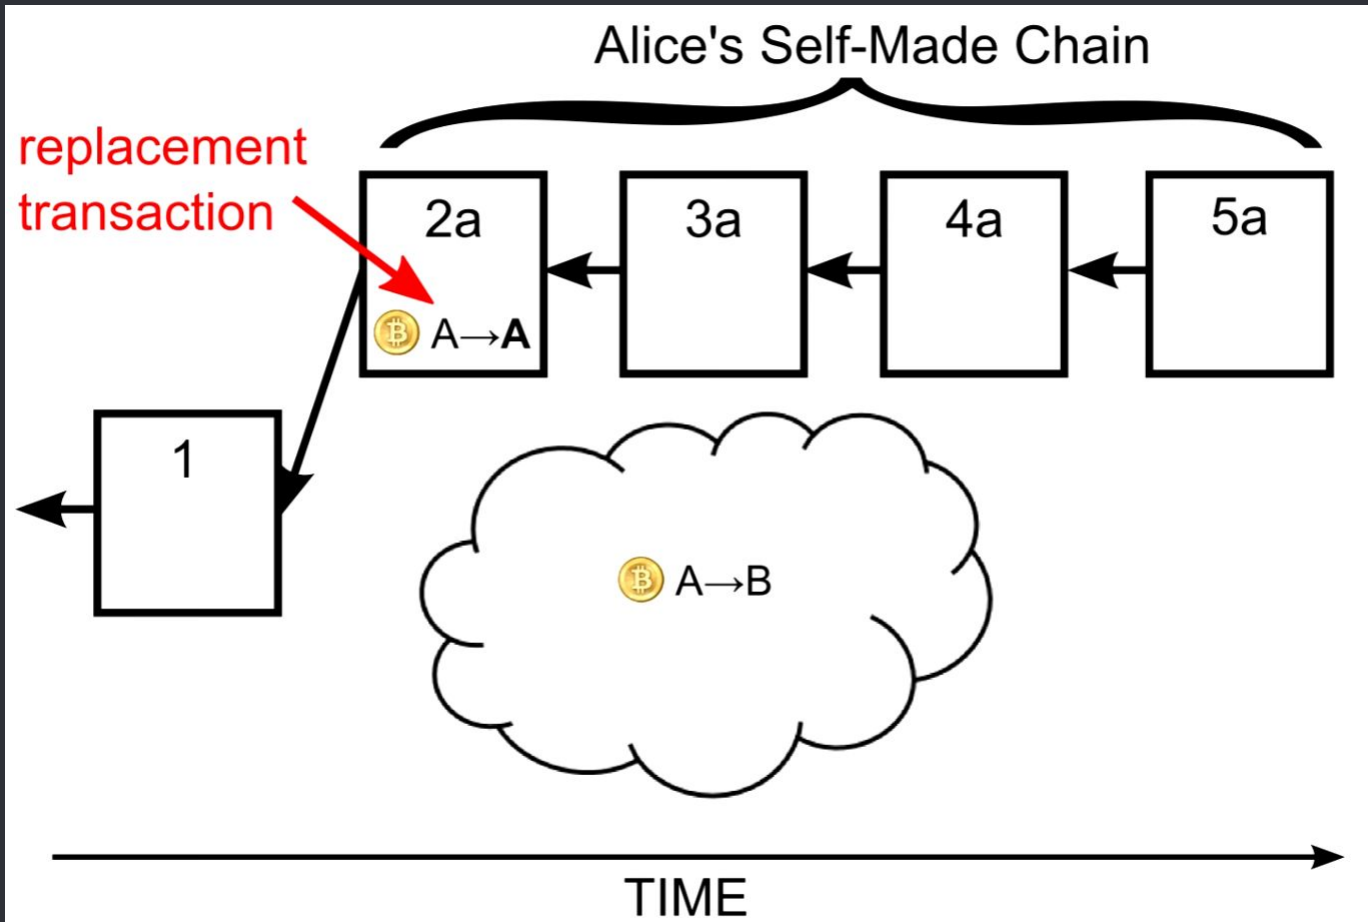 Alice's Self-Made Chain
replacement
transaction
2a
3a
4a
5a
A→A
1
A→B
TIME